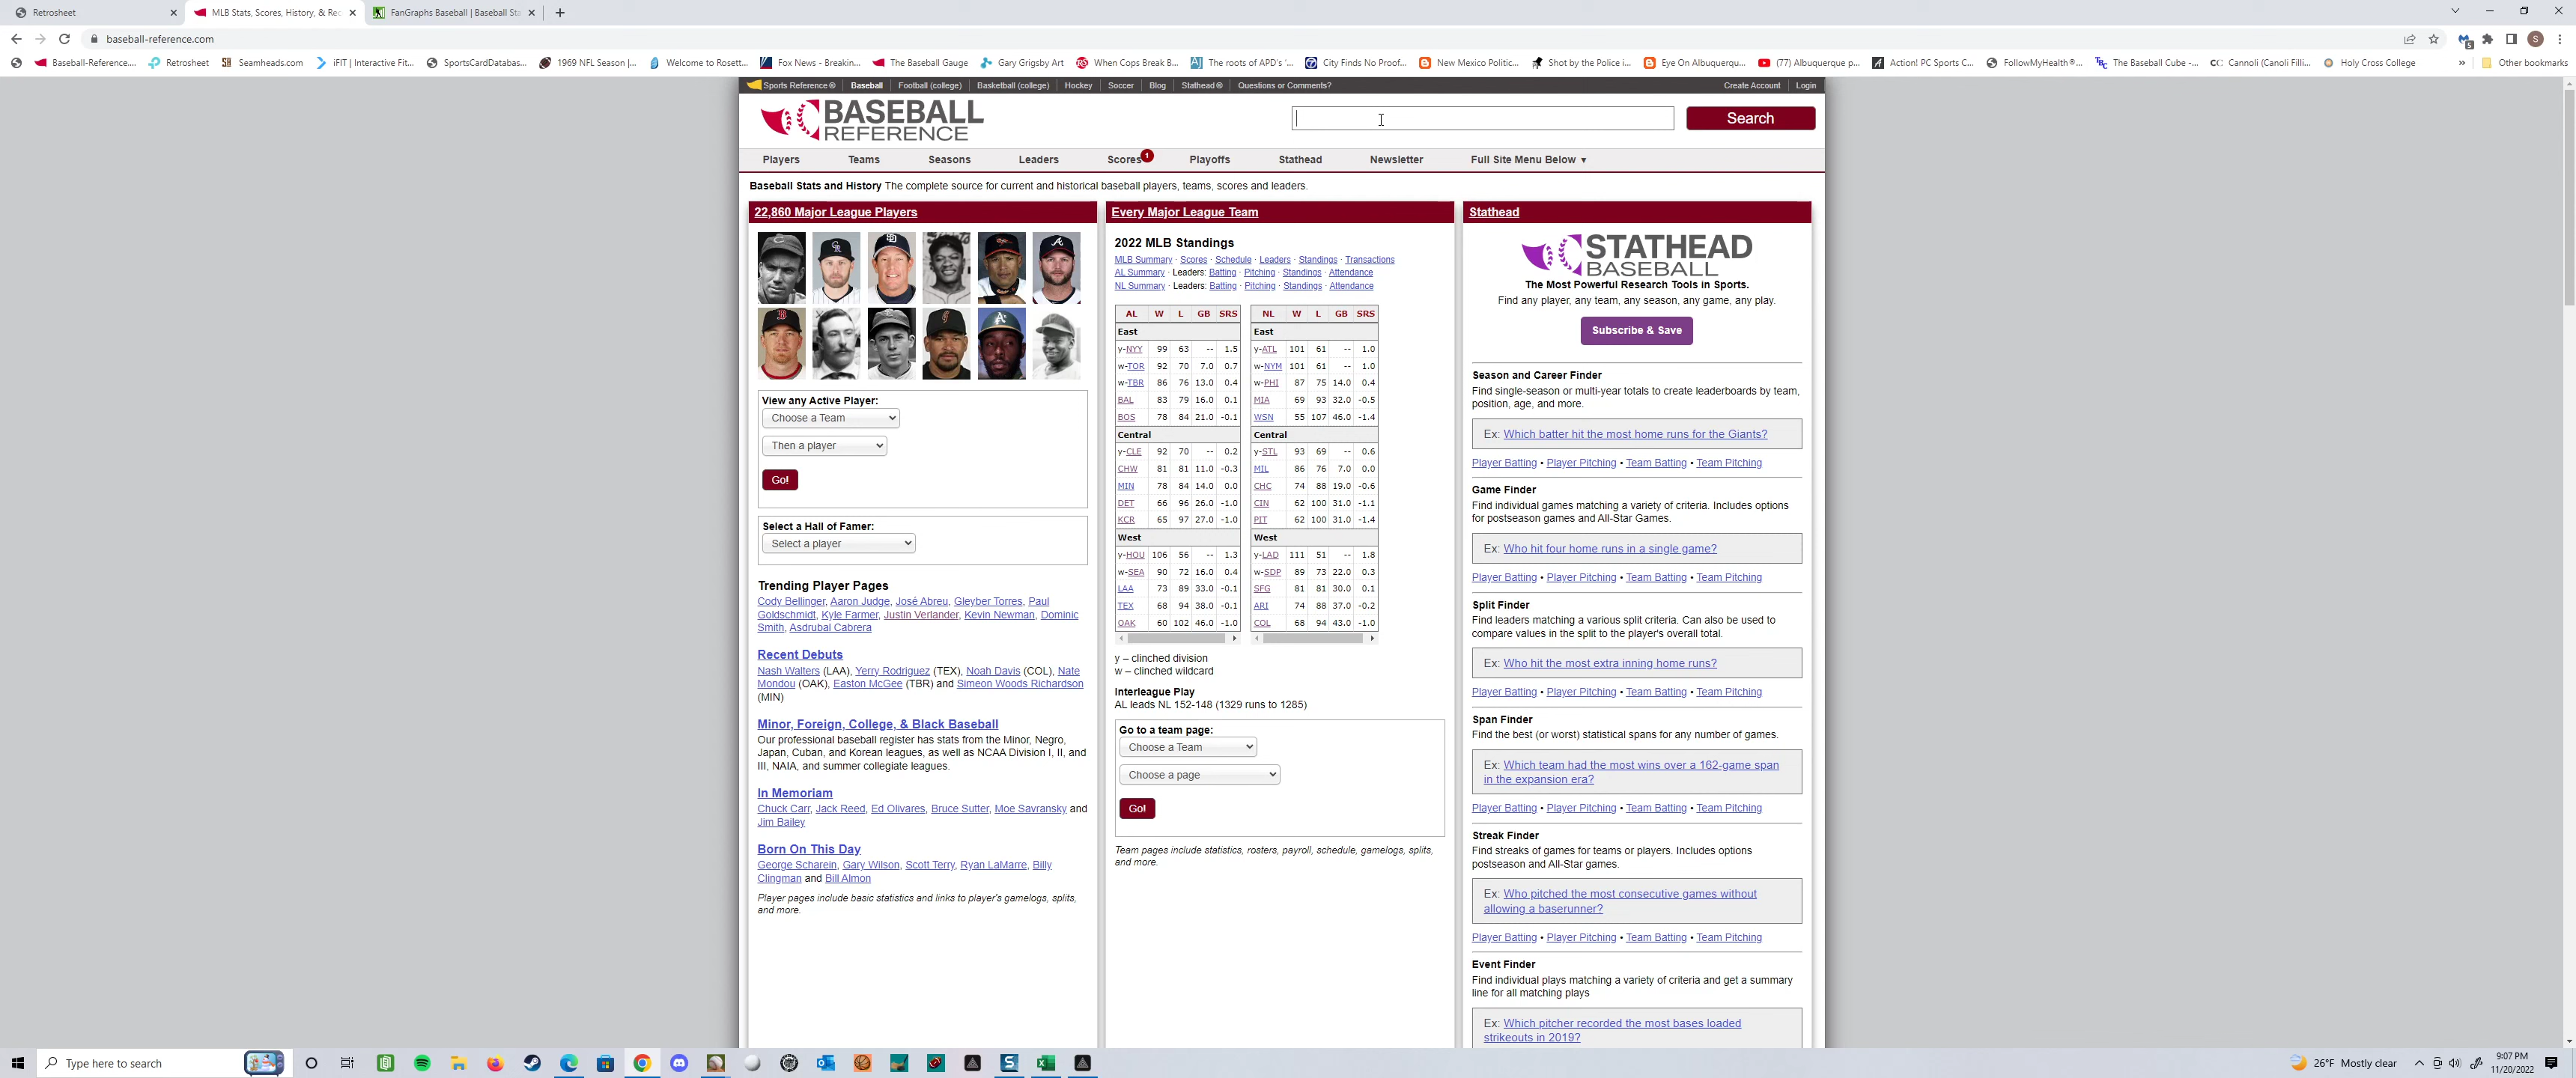 Retrosheet
MLB Stats, Scores, History, & Rec
FanGraphs Baseball | Baseball Sta
baseball-reference.com
Baseball-Reference....
Retrosheet
Seamheads.com
iFIT | Interactive Fit...
SportsCardDatabas...
1969 NFL Season |...
Welcome to Rosett...
Fox News - Breakin...
The Baseball Gauge
Gary Grigsby Art
When Cops Break B...
The roots of APD's '...
City Finds No Proof...
New Mexico Politic...
Shot by the Police i...
Eye On Albuquerqu...
(77) Albuquerque p...
Action! PC Sports C...
FollowMyHealth®...
The Baseball Cube -...
Cannoli (Canoli Filli...
Holy Cross College
Other bookmarks
Sports Reference ® Baseball Football (college) Basketball (college) Hockey Soccer Blog Stathead ® Questions or Comments? Create Account Login
BASEBALL
REFERENCE
Search
Players Teams Seasons Leaders Scores 1 Playoffs Stathead Newsletter Full Site Menu Below ▼
Baseball Stats and History The complete source for current and historical baseball players, teams, scores and leaders.
22,860 Major League Players
View any Active Player:
Choose a Team
Then a player
Go!
Select a Hall of Famer:
Select a player
Trending Player Pages
Cody Bellinger, Aaron Judge, José Abreu, Gleyber Torres, Paul
Goldschmidt, Kyle Farmer, Justin Verlander, Kevin Newman, Dominic
Smith, Asdrubal Cabrera
Recent Debuts
Nash Walters (LAA), Yerry Rodriguez (TEX), Noah Davis (COL), Nate
Mondou (OAK), Easton McGee (TBR) and Simeon Woods Richardson
(MIN)
Minor, Foreign, College, & Black Baseball
Our professional baseball register has stats from the Minor, Negro,
Japan, Cuban, and Korean leagues, as well as NCAA Division I, II, and
III, NAIA, and summer collegiate leagues.
In Memoriam
Chuck Carr, Jack Reed, Ed Olivares, Bruce Sutter, Moe Savransky and
Jim Bailey
Born On This Day
George Scharein, Gary Wilson, Scott Terry, Ryan LaMarre, Billy
Clingman and Bill Almon
Player pages include basic statistics and links to player's gamelogs, splits,
and more.
Every Major League Team
2022 MLB Standings
MLB Summary · Scores · Schedule · Leaders · Standings · Transactions
AL Summary · Leaders: Batting · Pitching · Standings · Attendance
NL Summary · Leaders: Batting · Pitching · Standings · Attendance
AL W L GB SRS
East
y-NYY 99 63 -- 1.5
w-TOR 92 70 7.0 0.7
w-TBR 86 76 13.0 0.4
BAL 83 79 16.0 0.1
BOS 78 84 21.0 -0.1
Central
y-CLE 92 70 -- 0.2
CHW 81 81 11.0 -0.3
MIN 78 84 14.0 0.0
DET 66 96 26.0 -1.0
KCR 65 97 27.0 -1.0
West
y-HOU 106 56 -- 1.3
w-SEA 90 72 16.0 0.4
LAA 73 89 33.0 -0.1
TEX 68 94 38.0 -0.1
OAK 60 102 46.0 -1.0
NL W L GB SRS
East
y-ATL 101 61 -- 1.0
w-NYM 101 61 -- 1.0
w-PHI 87 75 14.0 0.4
MIA 69 93 32.0 -0.5
WSN 55 107 46.0 -1.4
Central
y-STL 93 69 -- 0.6
MIL 86 76 7.0 0.0
CHC 74 88 19.0 -0.6
CIN 62 100 31.0 -1.1
PIT 62 100 31.0 -1.4
West
y-LAD 111 51 -- 1.8
w-SDP 89 73 22.0 0.3
SFG 81 81 30.0 0.1
ARI 74 88 37.0 -0.2
COL 68 94 43.0 -1.0
y – clinched division
w – clinched wildcard
Interleague Play
AL leads NL 152-148 (1329 runs to 1285)
Go to a team page:
Choose a Team
Choose a page
Go!
Team pages include statistics, rosters, payroll, schedule, gamelogs, splits,
and more.
Stathead
STATHEAD
BASEBALL
The Most Powerful Research Tools in Sports.
Find any player, any team, any season, any game, any play.
Subscribe & Save
Season and Career Finder
Find single-season or multi-year totals to create leaderboards by team,
position, age, and more.
Ex: Which batter hit the most home runs for the Giants?
Player Batting • Player Pitching • Team Batting • Team Pitching
Game Finder
Find individual games matching a variety of criteria. Includes options
for postseason games and All-Star Games.
Ex: Who hit four home runs in a single game?
Player Batting • Player Pitching • Team Batting • Team Pitching
Split Finder
Find leaders matching a various split criteria. Can also be used to
compare values in the split to the player's overall total.
Ex: Who hit the most extra inning home runs?
Player Batting • Player Pitching • Team Batting • Team Pitching
Span Finder
Find the best (or worst) statistical spans for any number of games.
Ex: Which team had the most wins over a 162-game span
in the expansion era?
Player Batting • Player Pitching • Team Batting • Team Pitching
Streak Finder
Find streaks of games for teams or players. Includes options
postseason and All-Star games.
Ex: Who pitched the most consecutive games without
allowing a baserunner?
Player Batting • Player Pitching • Team Batting • Team Pitching
Event Finder
Find individual plays matching a variety of criteria and get a summary
line for all matching plays
Ex: Which pitcher recorded the most bases loaded
strikeouts in 2019?
Type here to search
26°F Mostly clear
9:07 PM
11/20/2022